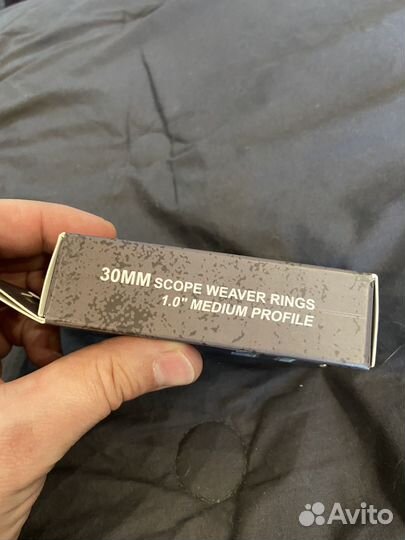 30MM SCOPE WEAVER RINGS
1.0" MEDIUM PROFILE
Avito